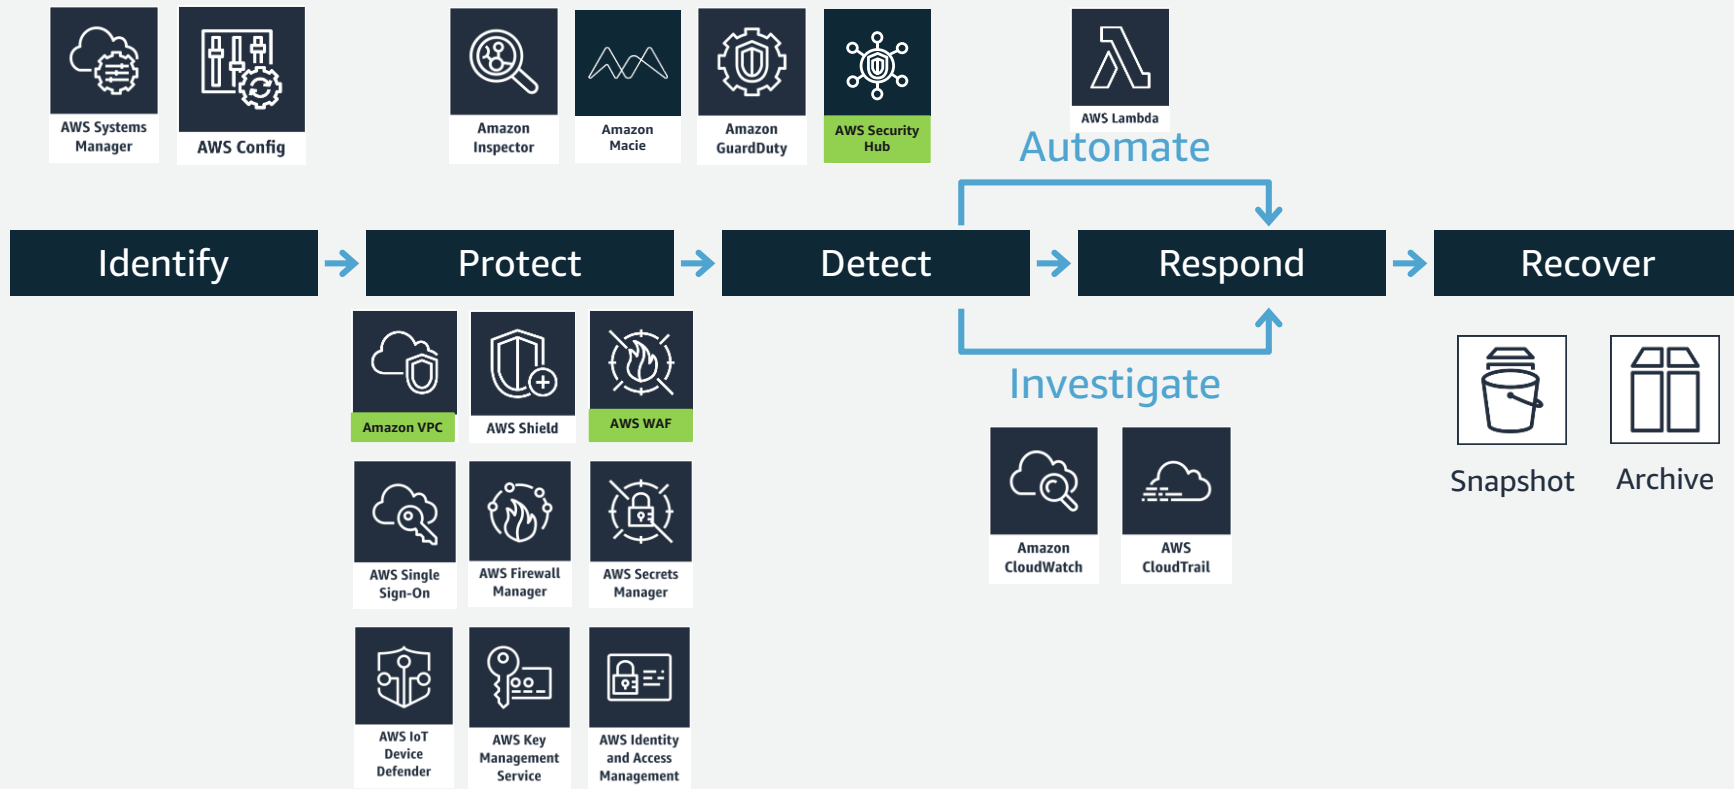 AWS Systems
Manager
AWS Config
Amazon
Inspector
Amazon
Macie
Amazon
GuardDuty
AWS Security
Hub
AWS Lambda
Automate
Identify
Protect
Detect
Respond
Recover
Amazon VPC
AWS Shield
AWS WAF
Investigate
Snapshot
Archive
AWS Single
Sign-On
AWS Firewall
Manager
AWS Secrets
Manager
Amazon
CloudWatch
AWS
CloudTrail
AWS IoT
Device
Defender
AWS Key
Management
Service
AWS Identity
and Access
Management